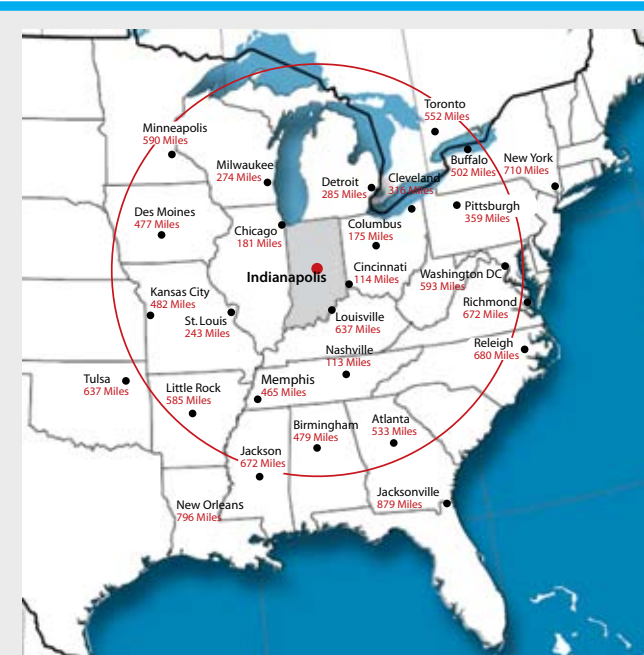 Toronto
552 Miles
Minneapolis
590 Miles
Milwaukee
274 Miles
Buffalo
502 Miles
New York
710 Miles
Detroit
285 Miles
Cleveland
316 Miles
Pittsburgh
359 Miles
Des Moines
477 Miles
Chicago
181 Miles
Columbus
175 Miles
Indianapolis
Cincinnati
114 Miles
Washington DC
593 Miles
Kansas City
482 Miles
St. Louis
243 Miles
Louisville
637 Miles
Richmond
672 Miles
Nashville
113 Miles
Releigh
680 Miles
Tulsa
637 Miles
Little Rock
585 Miles
Memphis
465 Miles
Birmingham
479 Miles
Atlanta
533 Miles
Jackson
672 Miles
New Orleans
796 Miles
Jacksonville
879 Miles